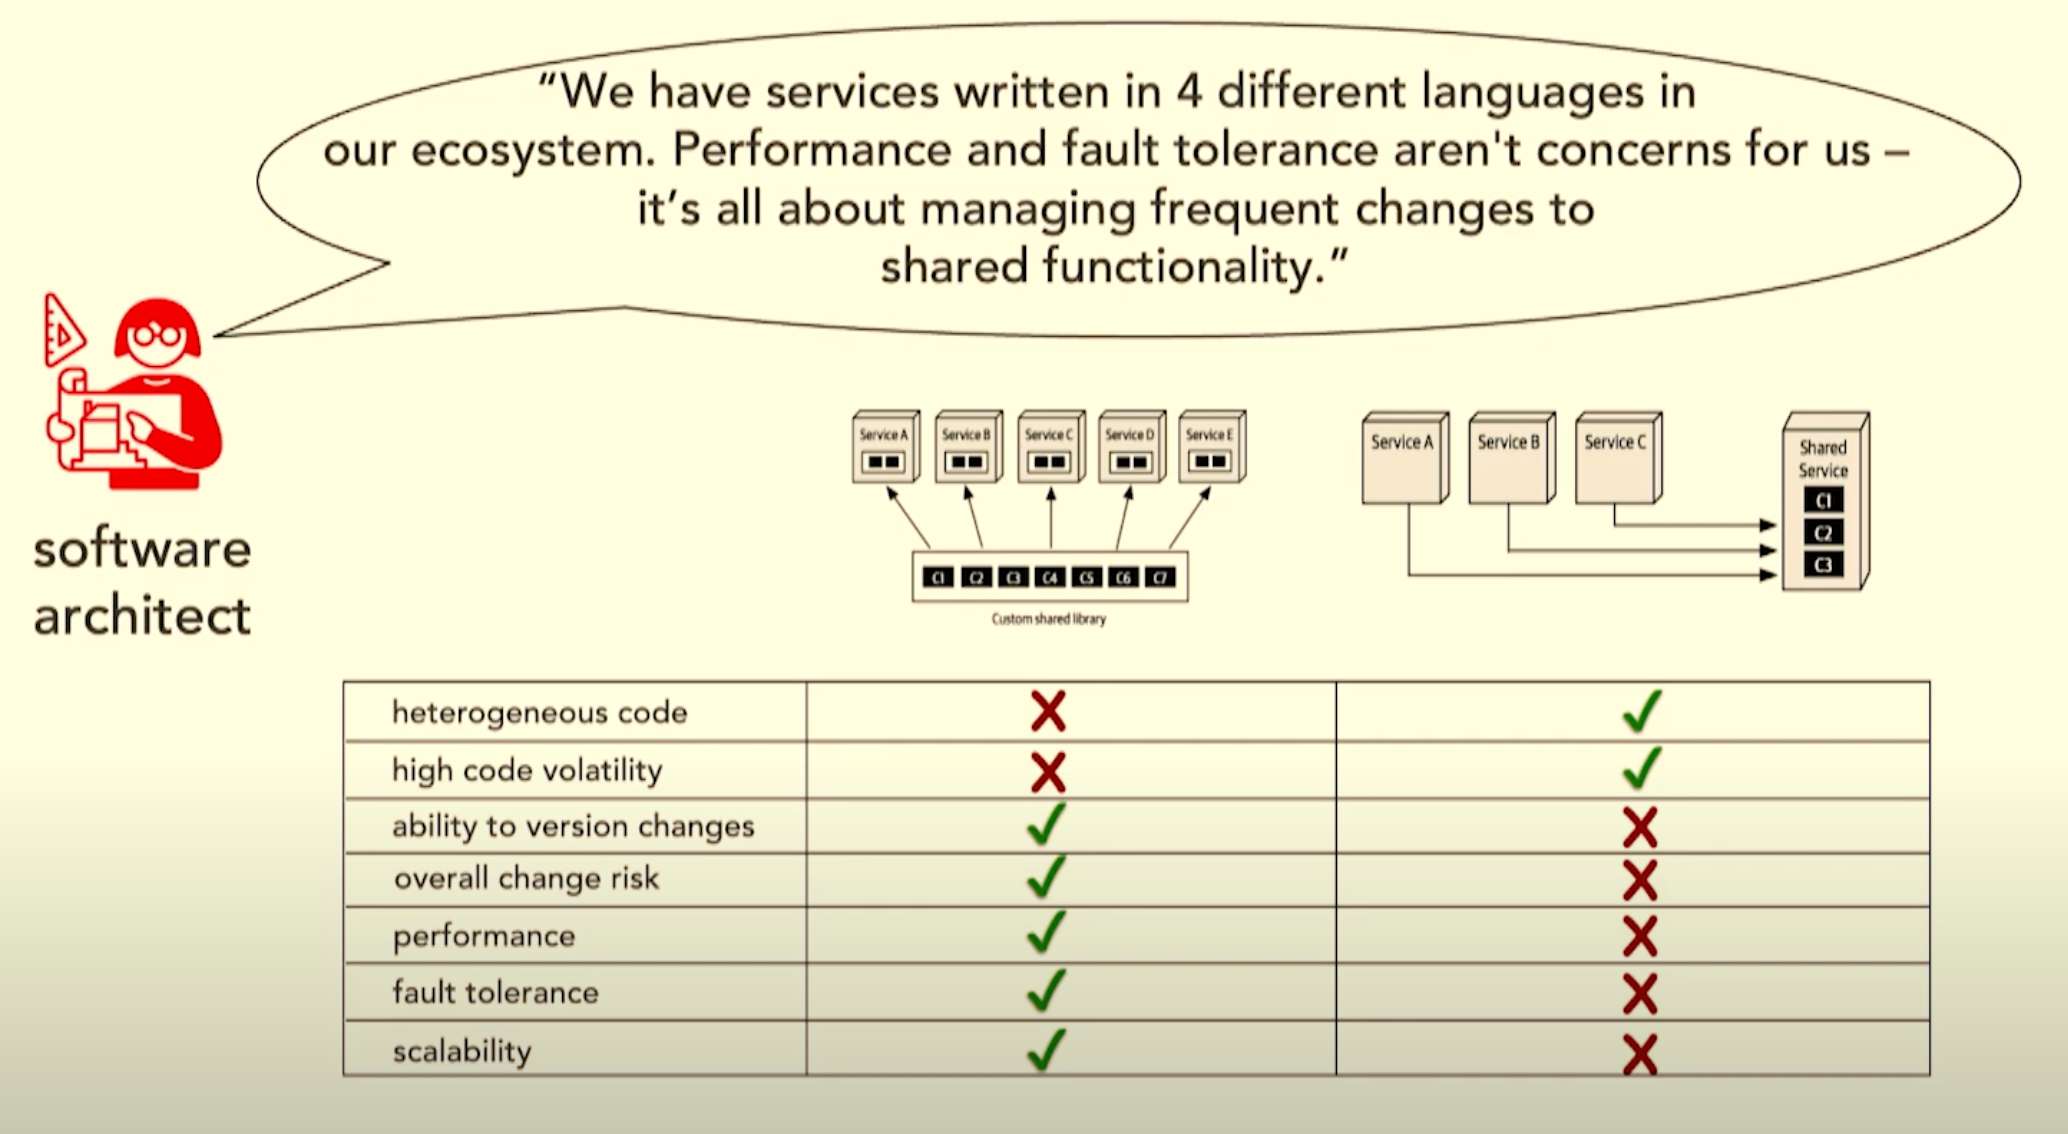 “We have services written in 4 different languages in
our ecosystem. Performance and fault tolerance aren't concerns for us –
it’s all about managing frequent changes to
shared functionality.”
software
architect
Service A
Service B
Service C
Service D
Service E
C1 C2 C3 C4 C5 C6 C7
Custom shared library
Service A
Service B
Service C
Shared
Service
C1
C2
C3
heterogeneous code
high code volatility
ability to version changes
overall change risk
performance
fault tolerance
scalability